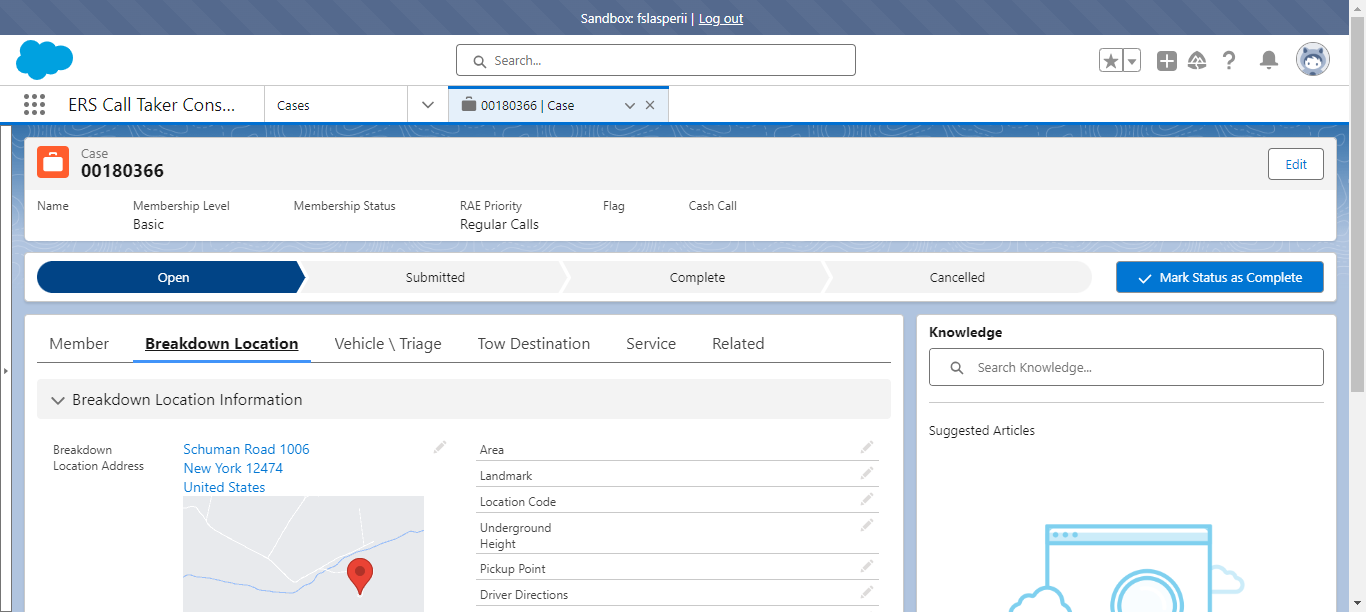 Sandbox: fslasperii | Log out
Search...
ERS Call Taker Cons...
Cases
00180366 | Case
Case
00180366
Edit
Name
Membership Level
Basic
Membership Status
RAE Priority
Regular Calls
Flag
Cash Call
Open
Submitted
Complete
Cancelled
Mark Status as Complete
Member
Breakdown Location
Vehicle \ Triage
Tow Destination
Service
Related
Breakdown Location Information
Breakdown
Location Address
Schuman Road 1006
New York 12474
United States
Area
Landmark
Location Code
Underground
Height
Pickup Point
Driver Directions
Knowledge
Search Knowledge...
Suggested Articles